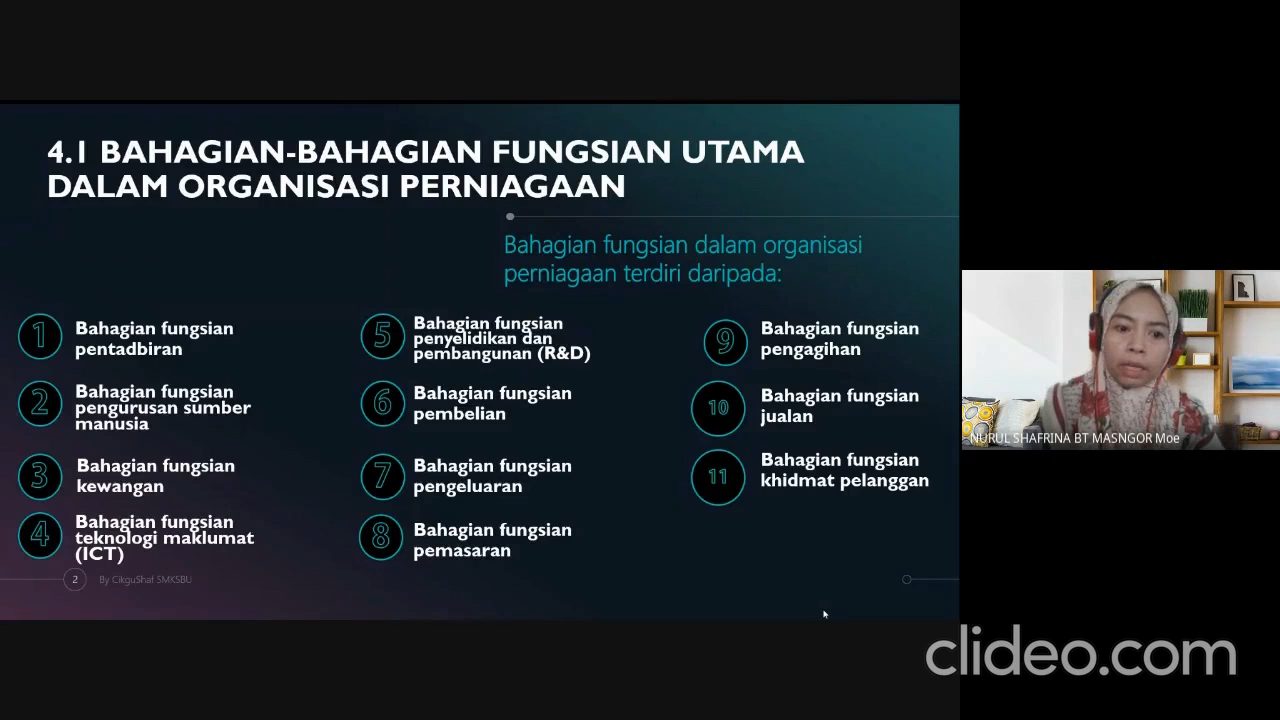 4.1 BAHAGIAN-BAHAGIAN FUNGSIAN UTAMA
DALAM ORGANISASI PERNIAGAAN
Bahagian fungsian dalam organisasi
perniagaan terdiri daripada:
1
Bahagian fungsian
pentadbiran
2
Bahagian fungsian
pengurusan sumber
manusia
3
Bahagian fungsian
kewangan
4
Bahagian fungsian
teknologi maklumat
(ICT)
5
Bahagian fungsian
penyelidikan dan
pembangunan (R&D)
6
Bahagian fungsian
pembelian
7
Bahagian fungsian
pengeluaran
8
Bahagian fungsian
pemasaran
9
Bahagian fungsian
pengagihan
10
Bahagian fungsian
jualan
11
Bahagian fungsian
khidmat pelanggan
2
By CikguShaf SMKSBU
NURUL SHAFRINA BT MASNGOR Moe
clideo.com